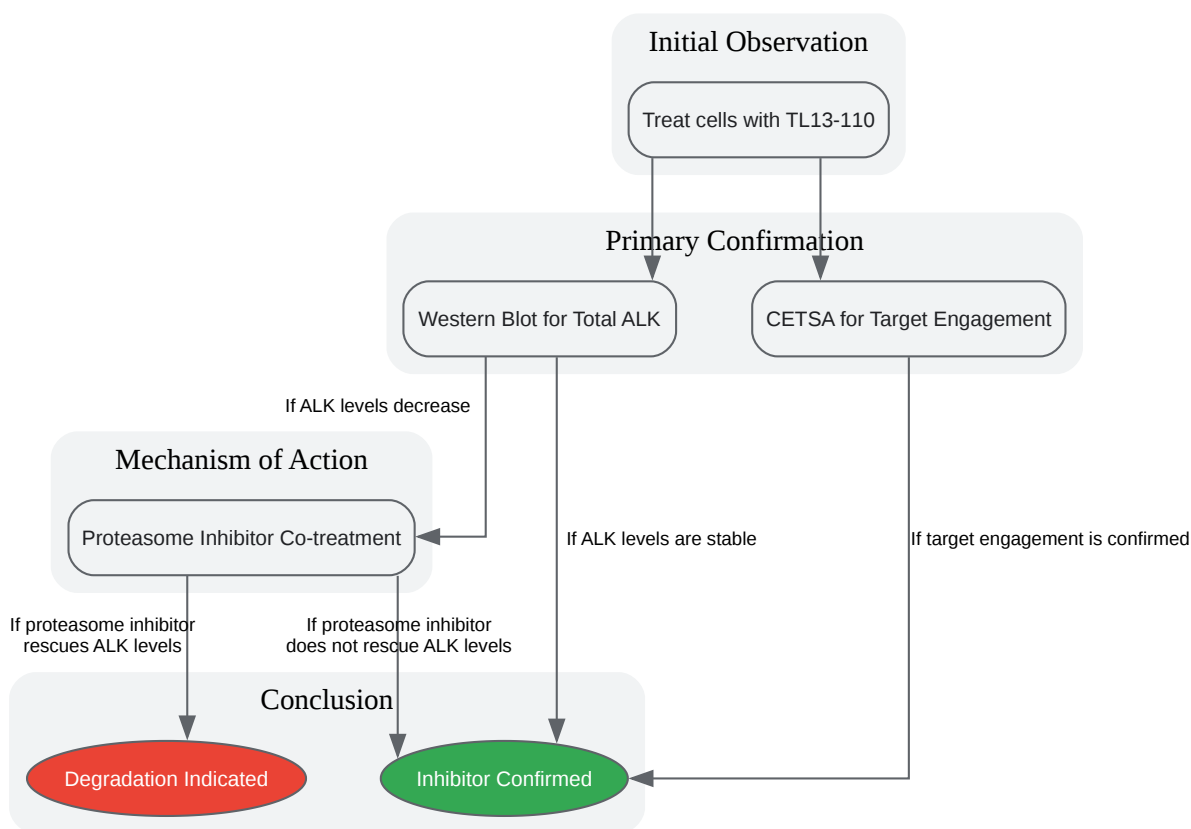 Initial Observation
Treat cells with TL13-110
Primary Confirmation
Western Blot for Total ALK
CETSA for Target Engagement
If ALK levels decrease
Mechanism of Action
Proteasome Inhibitor Co-treatment
If ALK levels are stable
If target engagement is confirmed
If proteasome inhibitor
rescues ALK levels
If proteasome inhibitor
does not rescue ALK levels
Conclusion
Degradation Indicated
Inhibitor Confirmed